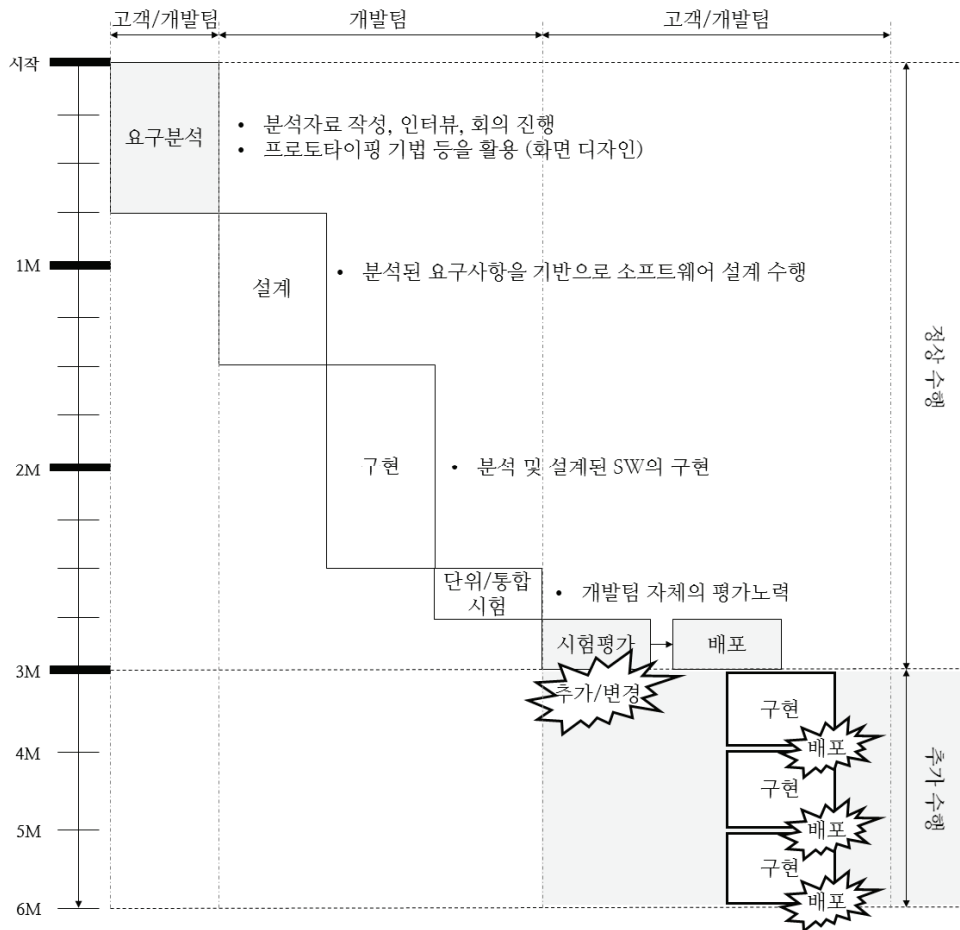 고객/개발팀
개발팀
고객/개발팀
시작
요구분석
• 분석자료 작성, 인터뷰, 회의 진행
• 프로토타이핑 기법 등을 활용 (화면 디자인)
1M
설계
• 분석된 요구사항을 기반으로 소프트웨어 설계 수행
정상 수행
2M
구현
• 분석 및 설계된 SW의 구현
단위/통합
시험
• 개발팀 자체의 평가노력
시험평가
배포
3M
추가/변경
구현
배포
4M
구현
추가 수행
5M
배포
구현
배포
6M